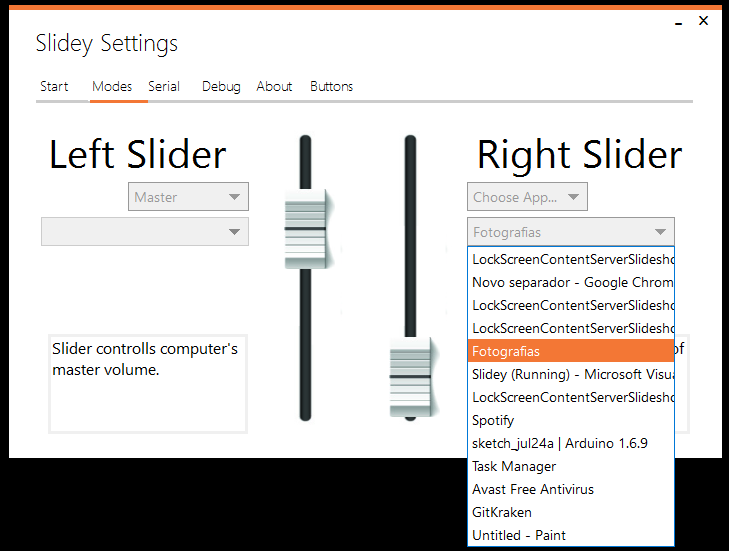 Slidey Settings
Start Modes Serial Debug About Buttons
Left Slider
Master
Slider controlls computer's
master volume.
Right Slider
Choose App...
Fotografias
LockScreenContentServerSlidesho
Novo separador - Google Chrom
LockScreenContentServerSlidesho
LockScreenContentServerSlidesho
Fotografias
Slidey (Running) - Microsoft Visua
LockScreenContentServerSlidesho
Spotify
sketch_jul24a | Arduino 1.6.9
Task Manager
Avast Free Antivirus
GitKraken
Untitled - Paint
of